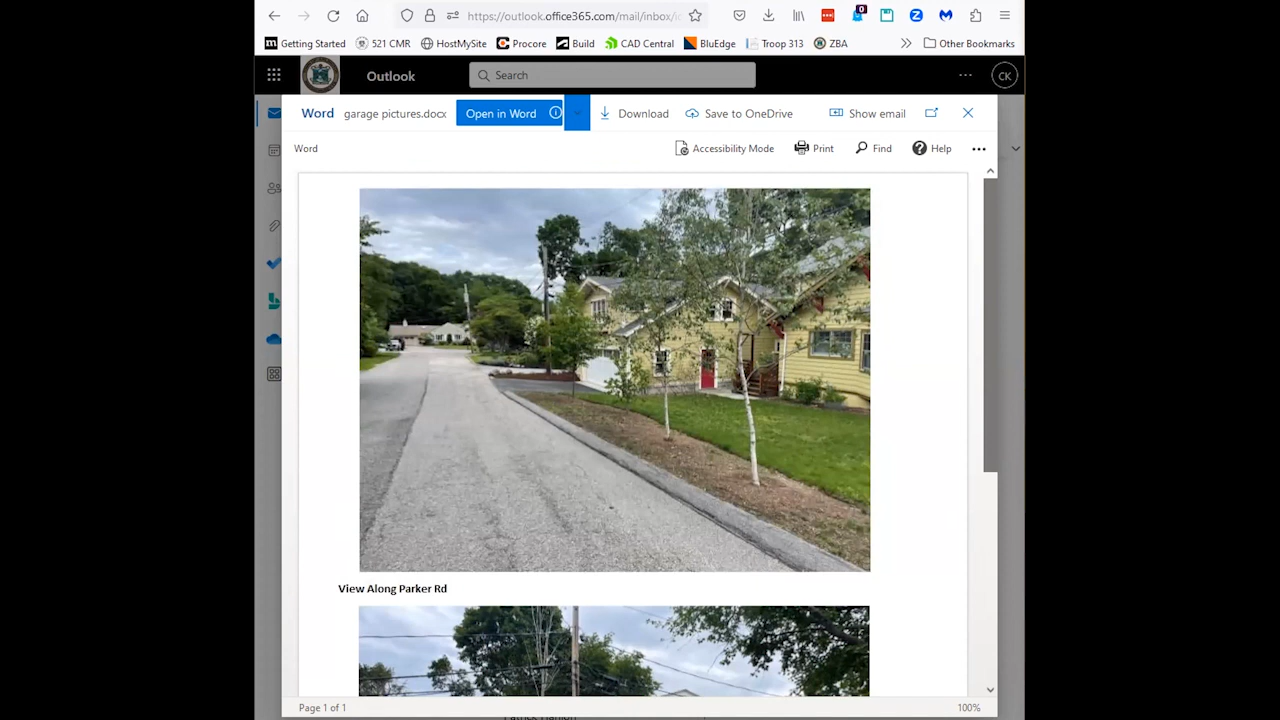 https://outlook.office365.com/mail/inbox/i
0
Getting Started
521 CMR
HostMySite
Procore
Build
CAD Central
BluEdge
Troop 313
ZBA
Other Bookmarks
Outlook
Search
CK
Word
garage pictures.docx
Open in Word
Download
Save to OneDrive
Show email
Word
Accessibility Mode
Print
Find
Help
View Along Parker Rd
Page 1 of 1
100%